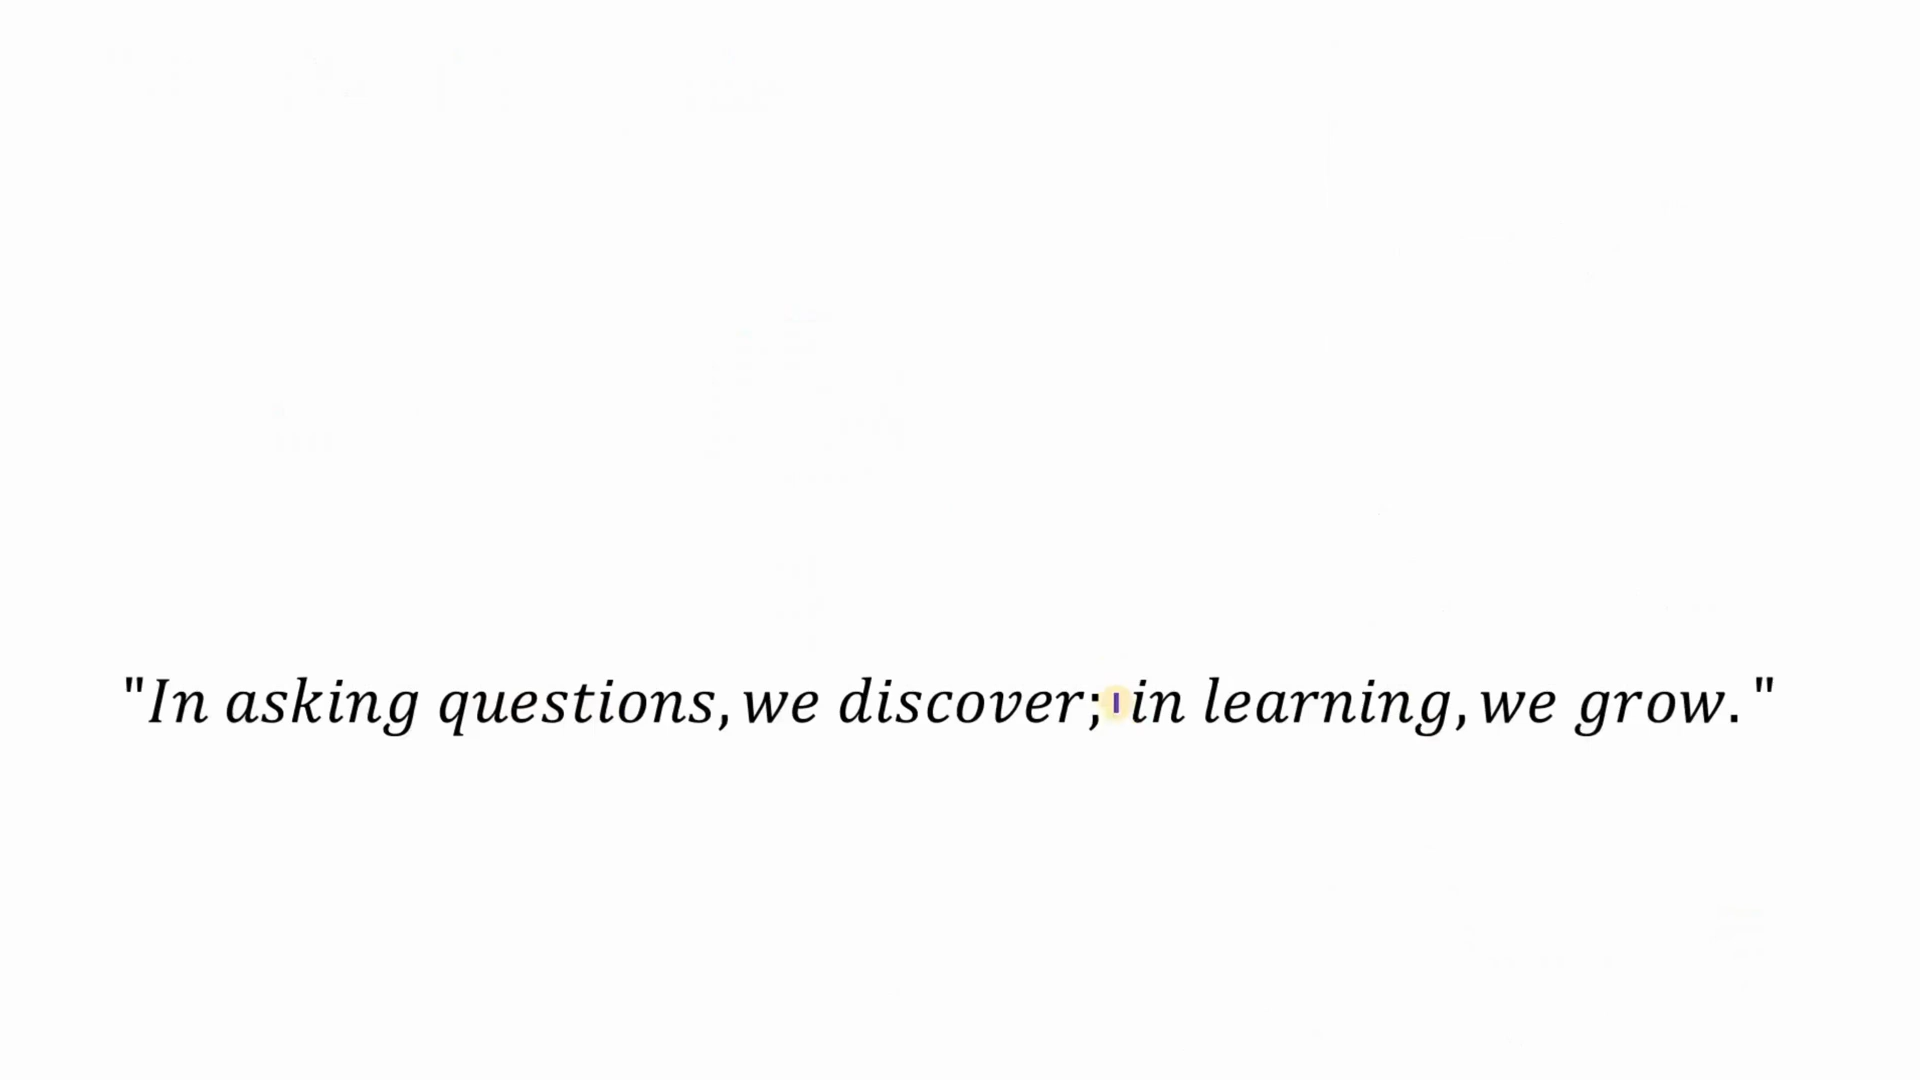 "In asking questions, we discover; in learning, we grow. "